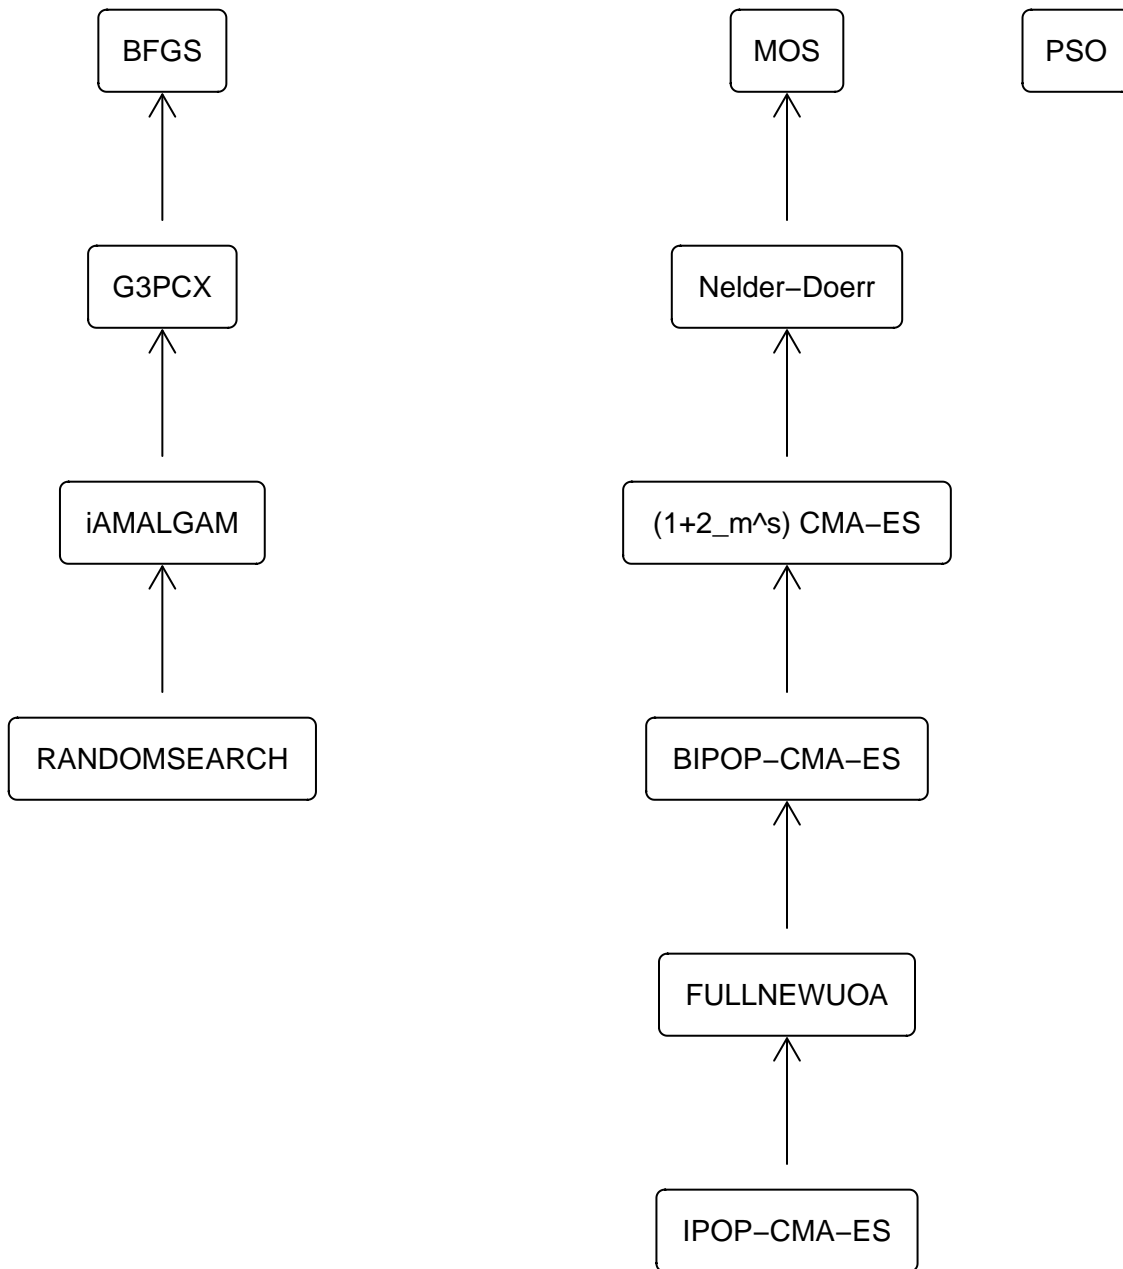 BFGS
MOS
PSO
G3PCX
Nelder−Doerr
iAMALGAM
(1+2_m^s) CMA−ES
RANDOMSEARCH
BIPOP−CMA−ES
FULLNEWUOA
IPOP−CMA−ES